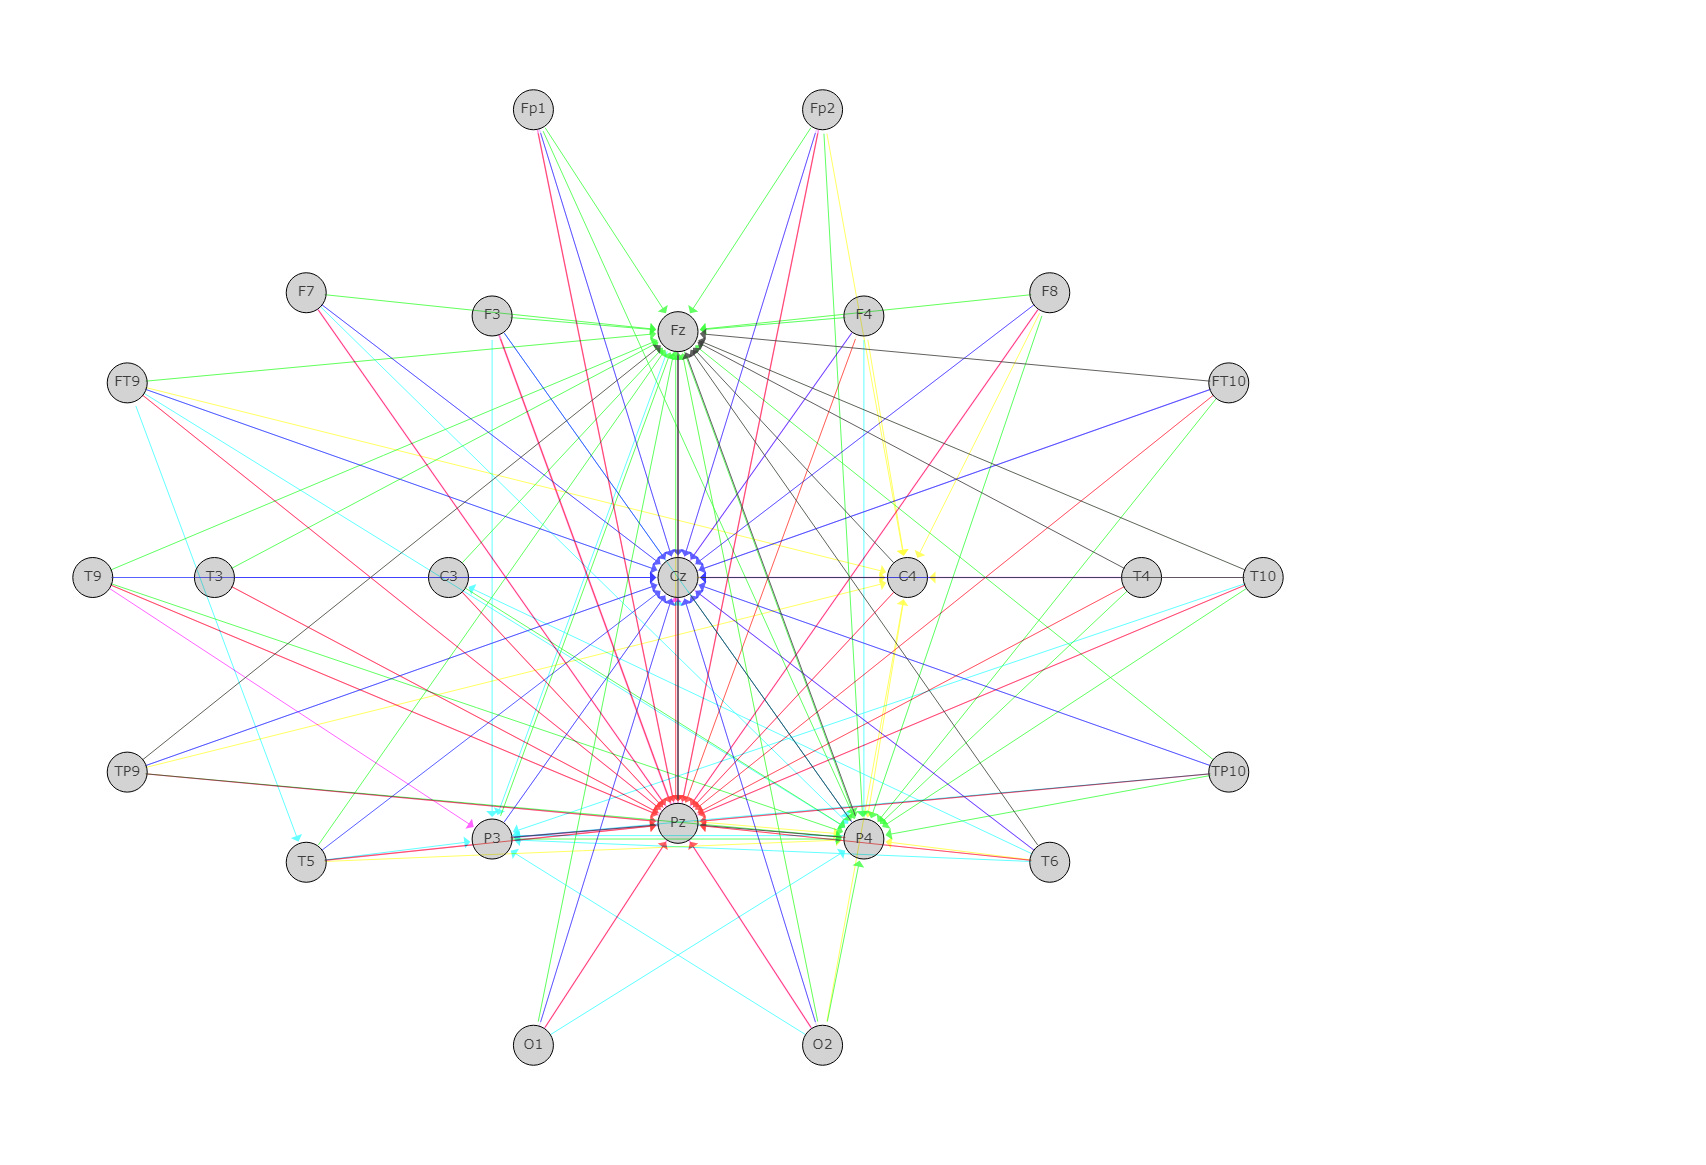 Fp1 Fp2
F7 F3 Fz F4 F8
FT9 FT10
T9 T3 C3 Cz C4 T4 T10
TP9 TP10
T5 P3 Pz P4 T6
O1 O2